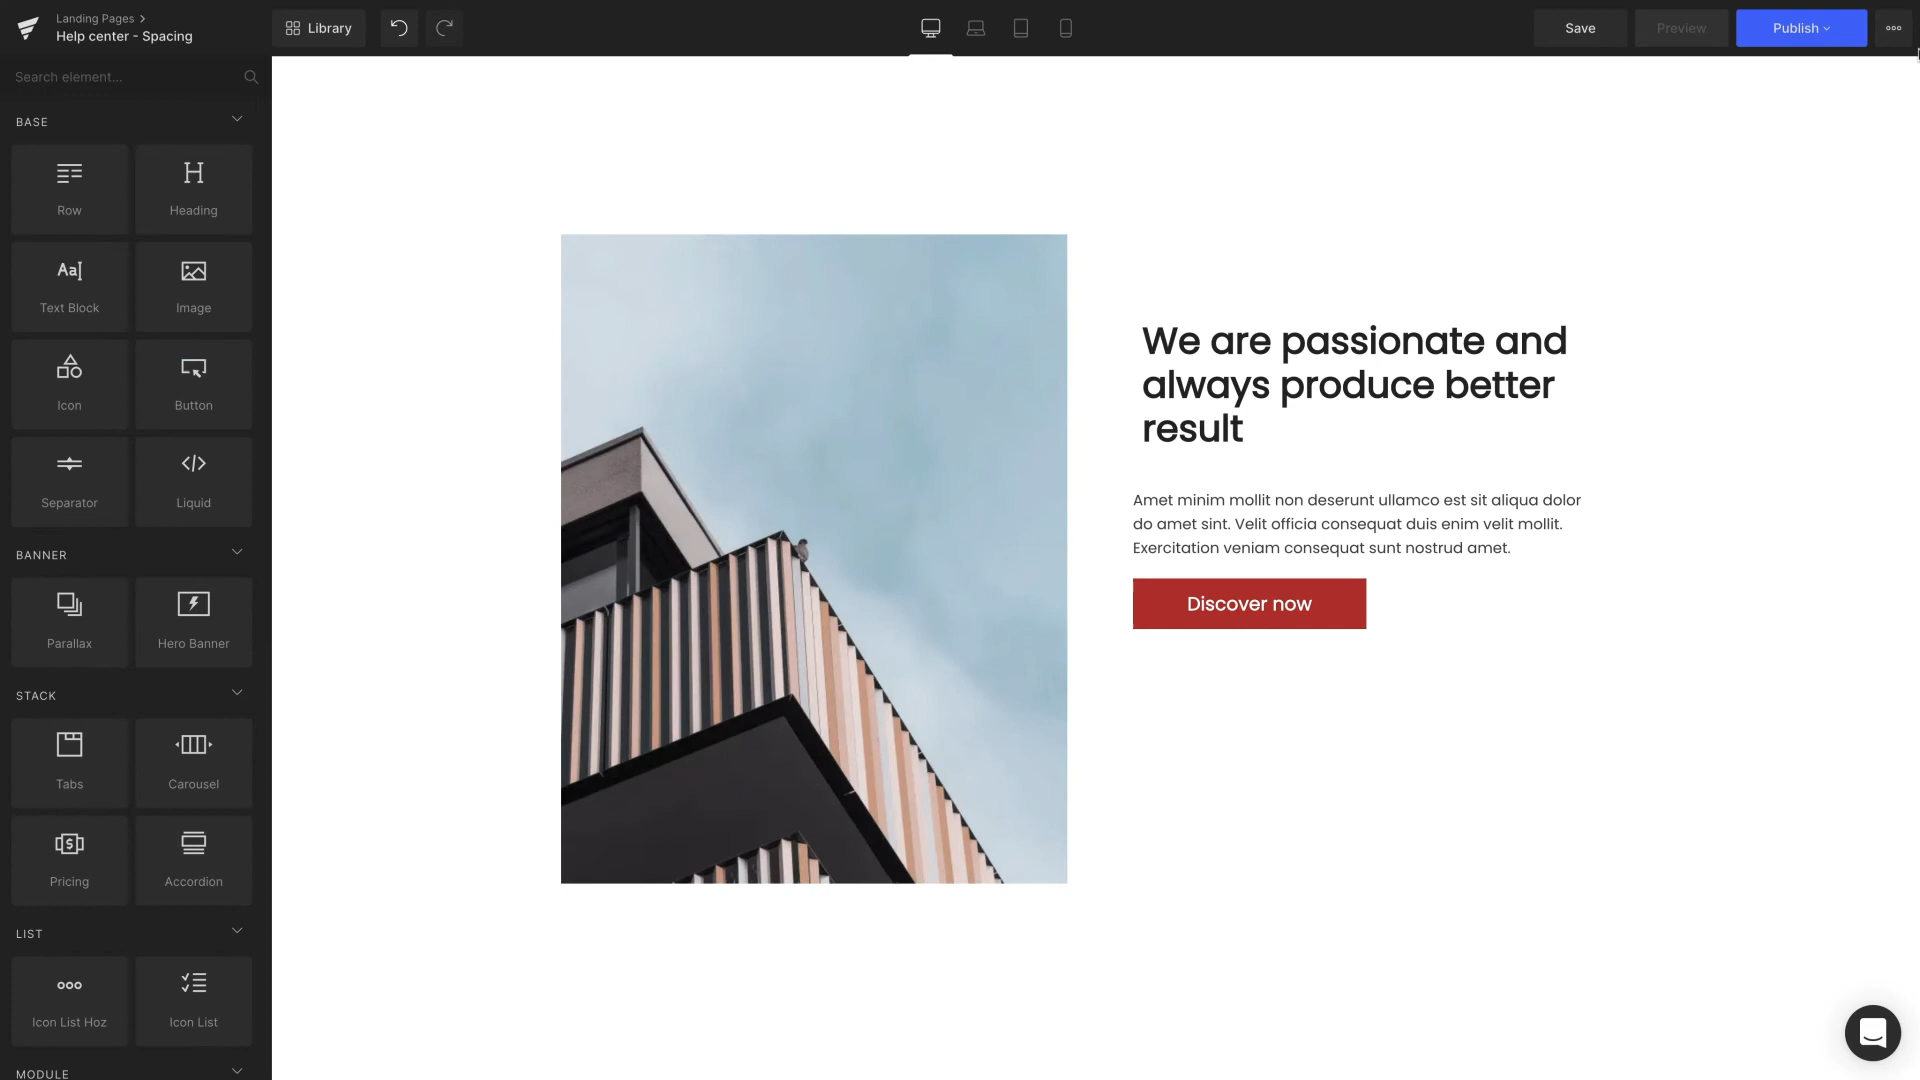 Landing Pages
Help center - Spacing
Library
Save
Preview
Publish
Search element...
BASE
Row
Heading
Aa
Text Block
Image
Icon
Button
Separator
Liquid
BANNER
Parallax
Hero Banner
STACK
Tabs
Carousel
Pricing
Accordion
LIST
Icon List Hoz
Icon List
MODULE
We are passionate and
always produce better
result
Amet minim mollit non deserunt ullamco est sit aliqua dolor
do amet sint. Velit officia consequat duis enim velit mollit.
Exercitation veniam consequat sunt nostrud amet.
Discover now